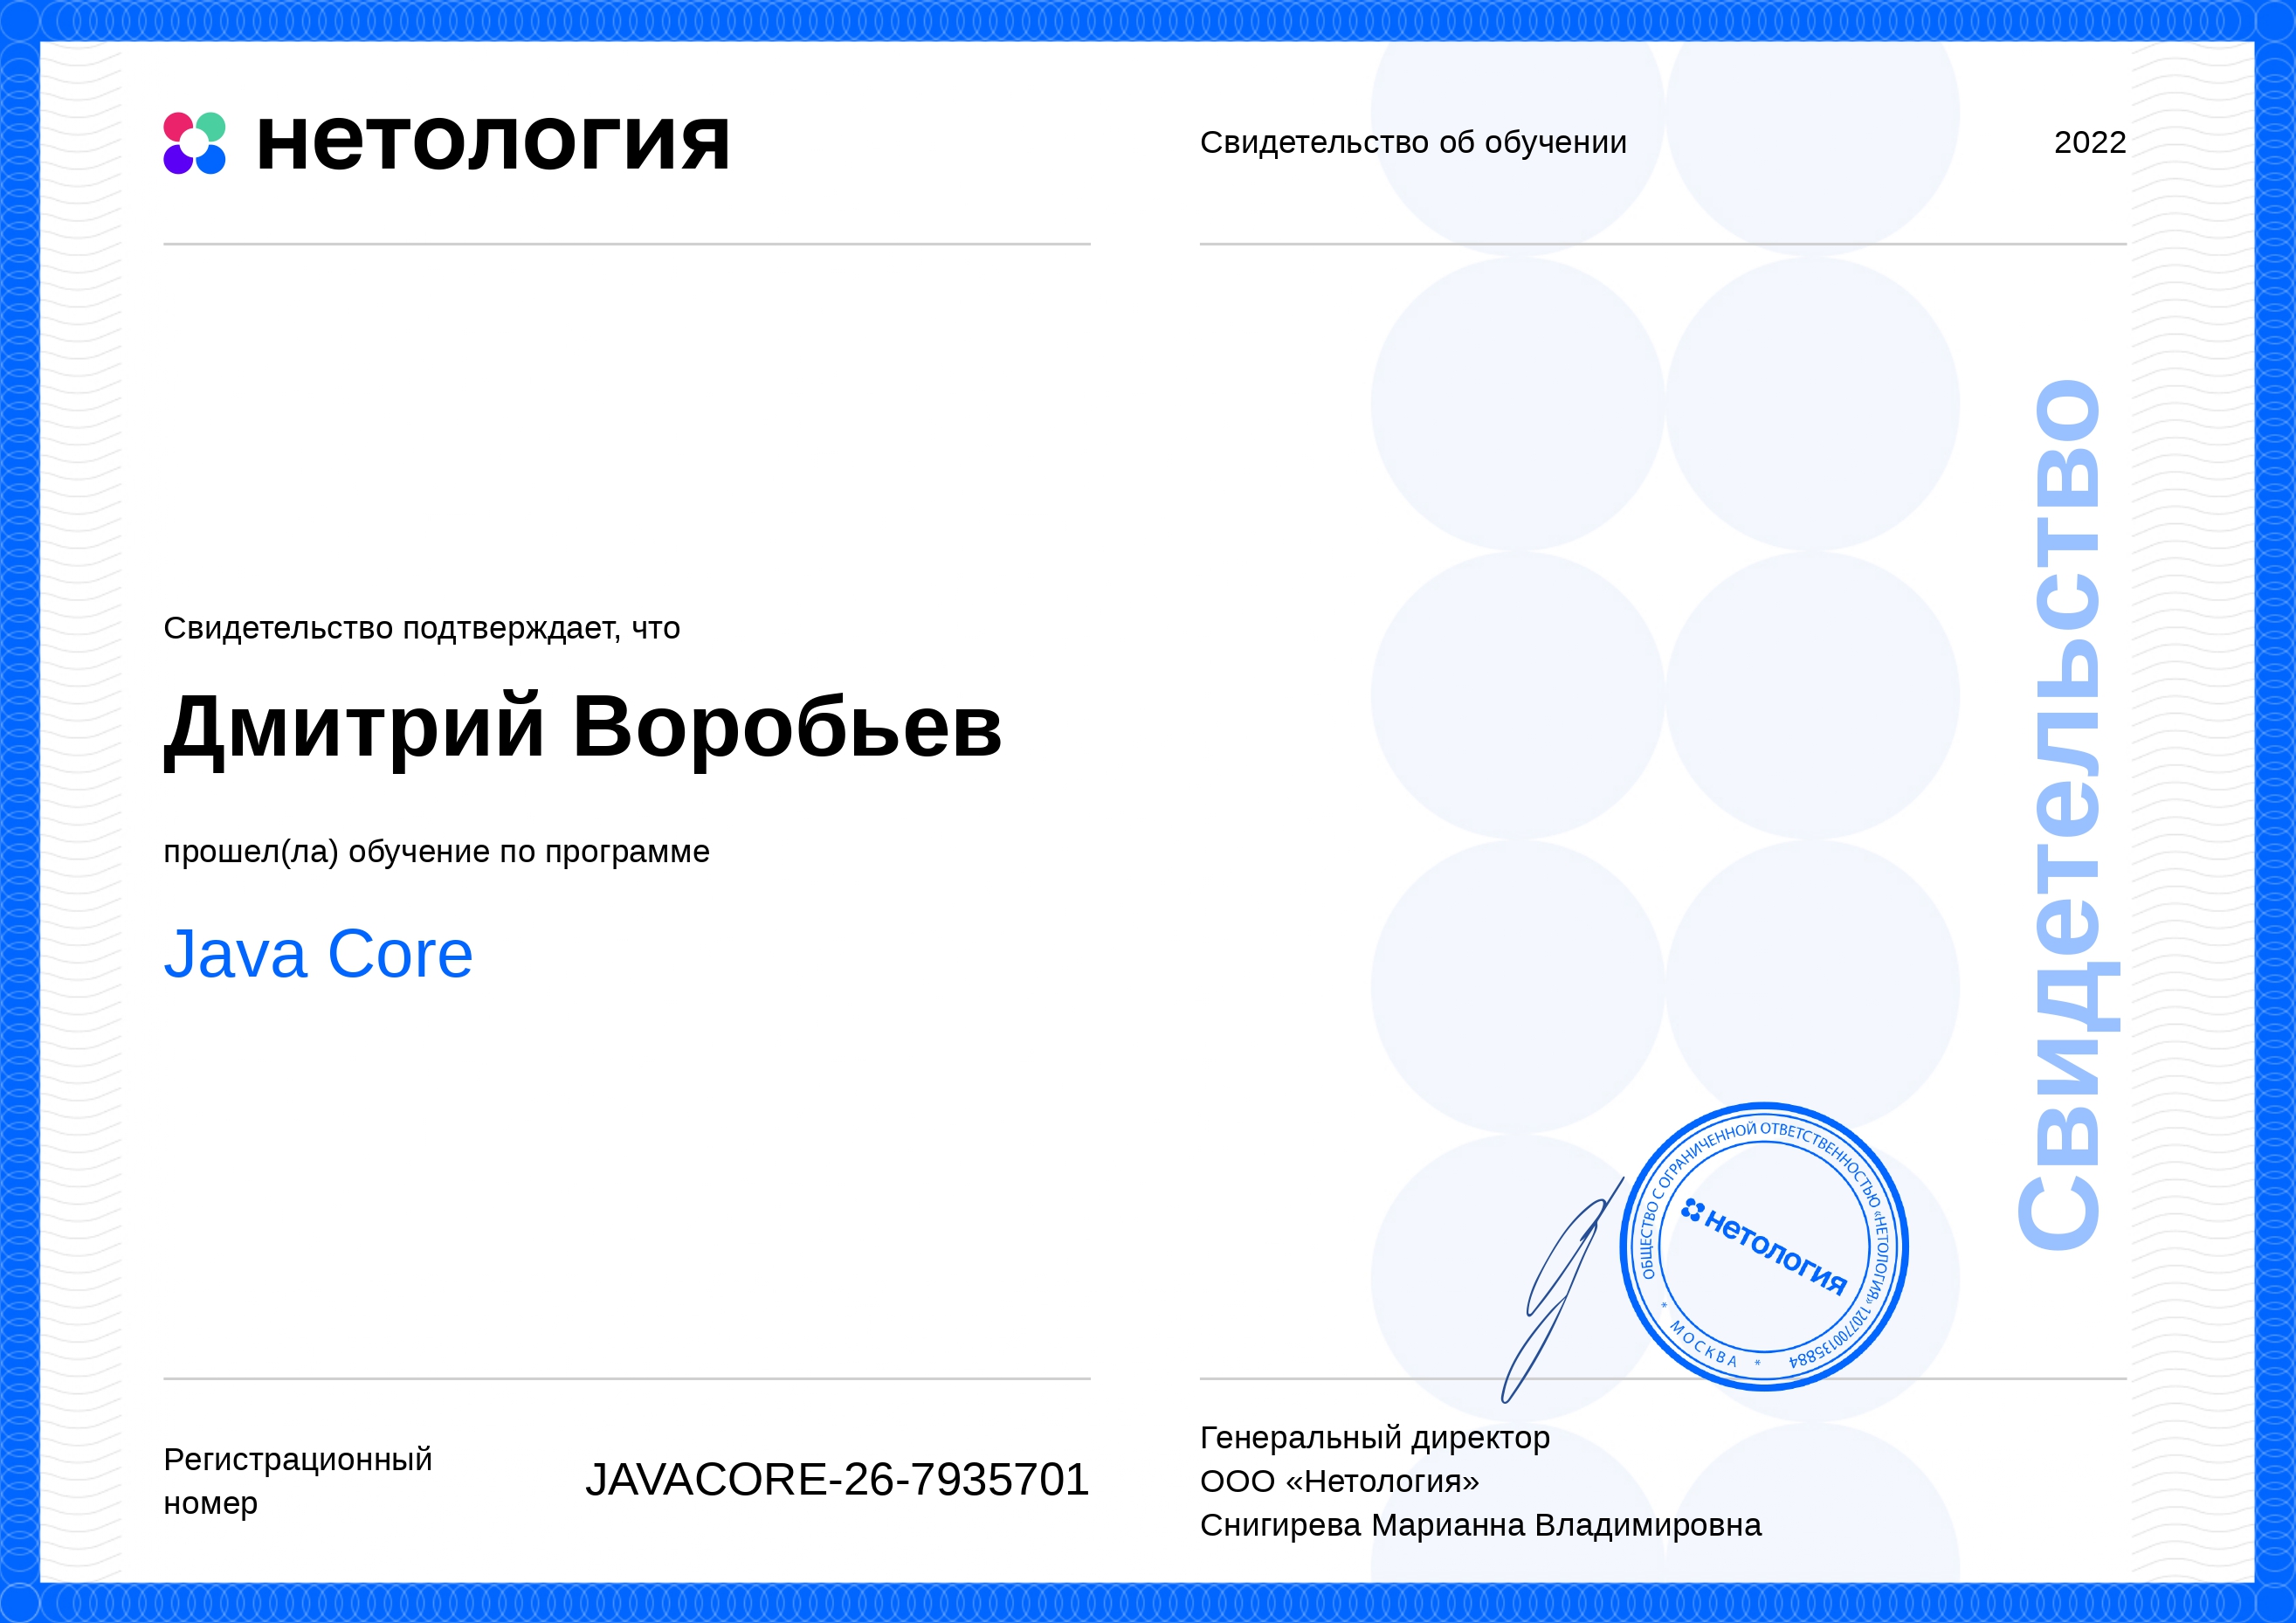 нетология
Свидетельство об обучении
2022
Свидетельство подтверждает, что
Дмитрий Воробьев
прошел(ла) обучение по программе
Java Core
Свидетельство
ОБЩЕСТВО С ОГРАНИЧЕННОЙ ОТВЕТСТВЕННОСТЬЮ «НЕТОЛОГИЯ» 1207700135884
* МОСКВА *
нетология
Регистрационный
номер
JAVACORE-26-7935701
Генеральный директор
ООО «Нетология»
Снигирева Марианна Владимировна